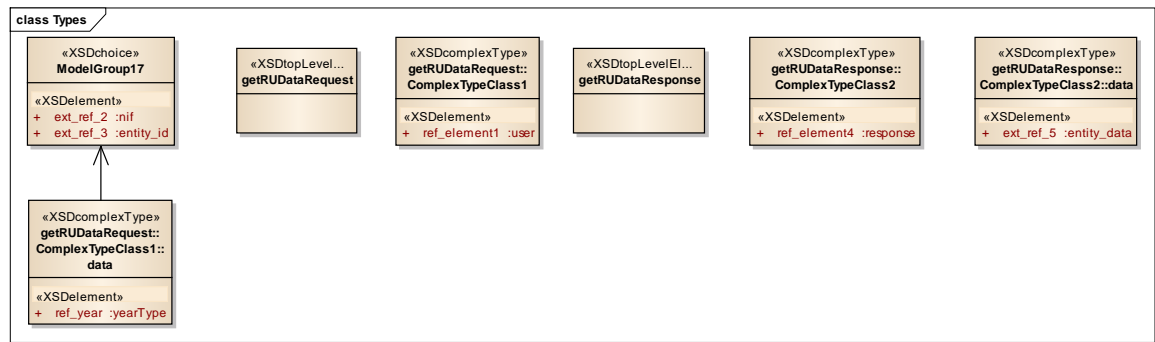 class Types
«XSDchoice»
ModelGroup17
«XSDelement»
+ ext_ref_2 :nif
+ ext_ref_3 :entity_id
«XSDtopLevel...
getRUDataRequest
«XSDcomplexType»
getRUDataRequest::
ComplexTypeClass1
«XSDelement»
+ ref_element1 :user
«XSDtopLevelEl...
getRUDataResponse
«XSDcomplexType»
getRUDataResponse::
ComplexTypeClass2
«XSDelement»
+ ref_element4 :response
«XSDcomplexType»
getRUDataResponse::
ComplexTypeClass2::data
«XSDelement»
+ ext_ref_5 :entity_data
«XSDcomplexType»
getRUDataRequest::
ComplexTypeClass1::
data
«XSDelement»
+ ref_year :yearType